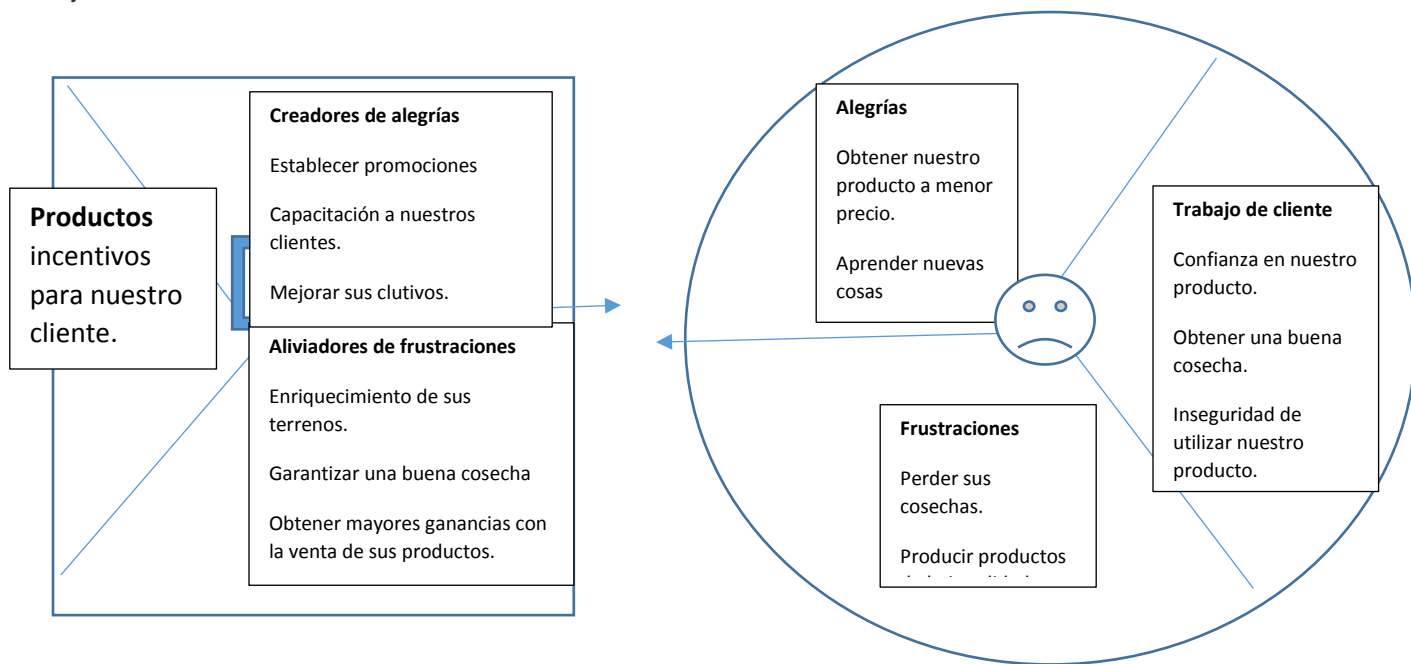 Productos
incentivos
para nuestro
cliente.
Creadores de alegrías
Establecer promociones
Capacitación a nuestros
clientes.
Mejorar sus clutivos.
Aliviadores de frustraciones
Enriquecimiento de sus
terrenos.
Garantizar una buena cosecha
Obtener mayores ganancias con
la venta de sus productos.
Alegrías
Obtener nuestro
producto a menor
precio.
Aprender nuevas
cosas
Frustraciones
Perder sus
cosechas.
Producir productos
Trabajo de cliente
Confianza en nuestro
producto.
Obtener una buena
cosecha.
Inseguridad de
utilizar nuestro
producto.